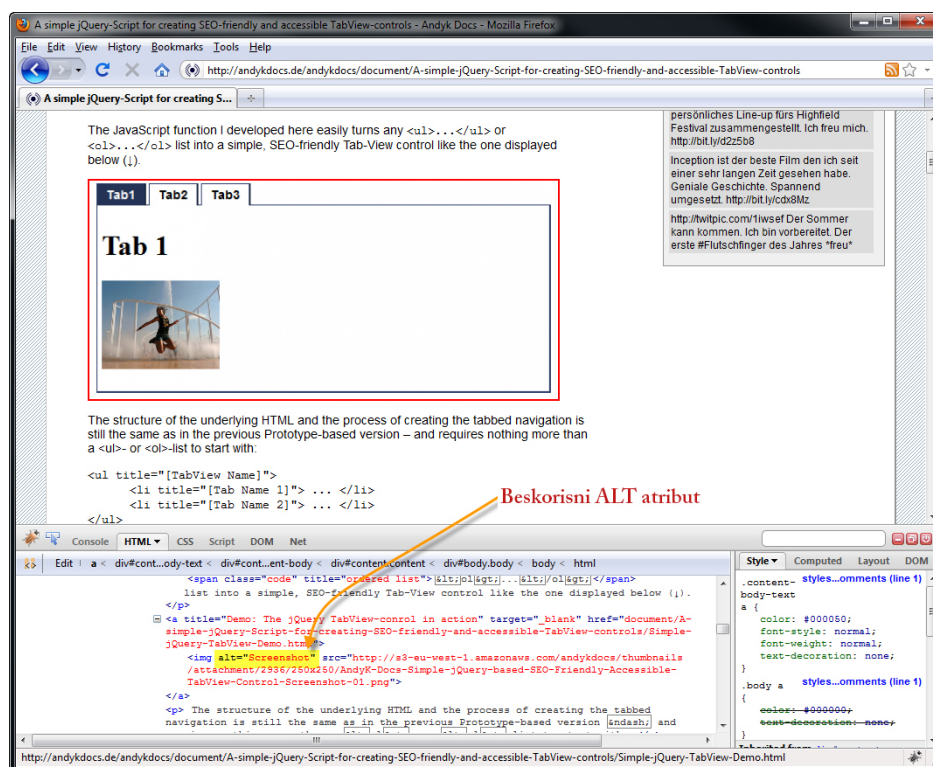 A simple jQuery-Script for creating SEO-friendly and accessible TabView-controls - Andyk Docs - Mozilla Firefox
File Edit View History Bookmarks Tools Help
http://andykdocs.de/andykdocs/document/A-simple-jQuery-Script-for-creating-SEO-friendly-and-accessible-TabView-controls
A simple jQuery-Script for creating S...
The JavaScript function I developed here easily turns any <ul>...</ul> or
<ol>...</ol> list into a simple, SEO-friendly Tab-View control like the one displayed
below (↓).
Tab1 Tab2 Tab3
Tab 1
The structure of the underlying HTML and the process of creating the tabbed navigation is
still the same as in the previous Prototype-based version – and requires nothing more than
a <ul>- or <ol>-list to start with:
<ul title="[TabView Name]">
<li title="[Tab Name 1]"> ... </li>
<li title="[Tab Name 2]"> ... </li>
</ul>
persönliches Line-up fürs Highfield
Festival zusammengestellt. Ich freu mich.
http://bit.ly/d2z5b8
Inception ist der beste Film den ich seit
einer sehr langen Zeit gesehen habe.
Geniale Geschichte. Spannend
umgesetzt. http://bit.ly/cdx8Mz
http://twitpic.com/1iwsef Der Sommer
kann kommen. Ich bin vorbereitet. Der
erste #Flutschfinger des Jahres *freu*
Beskorisni ALT atribut
Console HTML CSS Script DOM Net
Edit a < div#cont...ody-text < div#cont...ent-body < div#content.content < div#body.body < body < html
<span class="code" title="ordered list"> &lt;ol&gt;...&lt;/ol&gt;</span>
list into a simple, SEO-friendly Tab-View control like the one displayed below (↓).
</p>
<a title="Demo: The jQuery TabView-conrol in action" target="_blank" href="document/A-
simple-jQuery-Script-for-creating-SEO-friendly-and-accessible-TabView-controls/Simple-
jQuery-TabView-Demo.html">
<img alt="Screenshot" src="http://s3-eu-west-1.amazonaws.com/andykdocs/thumbnails
/attachment/2936/250x250/AndyK-Docs-Simple-jQuery-based-SEO-Friendly-Accessible-
TabView-Control-Screenshot-01.png">
</a>
<p> The structure of the underlying HTML and the process of creating the tabbed
navigation is still the same as in the previous Prototype-based version &ndash; and
Style Computed Layout DOM
.content- styles...omments (line 1)
body-text
a {
color: #000050;
font-style: normal;
font-weight: normal;
text-decoration: none;
}
.body a styles...omments (line 1)
{
color: #000000;
text-decoration: none;
}
http://andykdocs.de/andykdocs/document/A-simple-jQuery-Script-for-creating-SEO-friendly-and-accessible-TabView-controls/Simple-jQuery-TabView-Demo.html